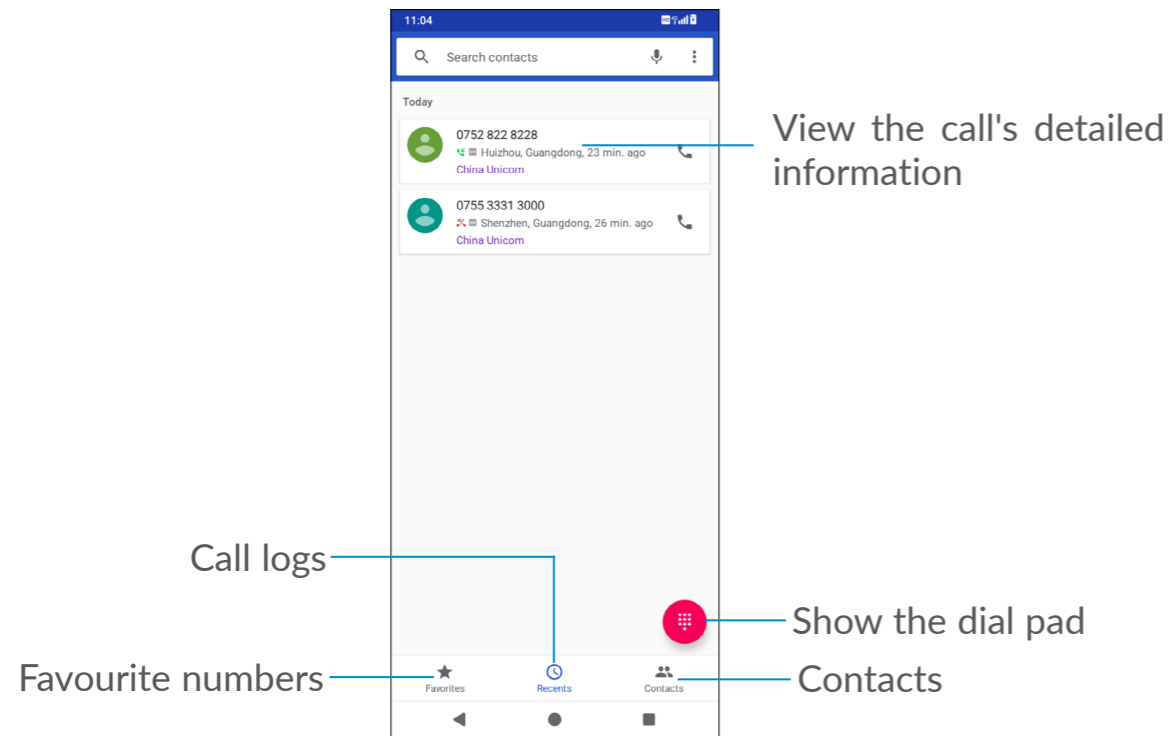 11:04
Search contacts
Today
0752 822 8228
Huizhou, Guangdong, 23 min. ago
China Unicom
View the call's detailed
information
0755 3331 3000
Shenzhen, Guangdong, 26 min. ago
China Unicom
Call logs
Show the dial pad
Favourite numbers
Favorites
Recents
Contacts
Contacts